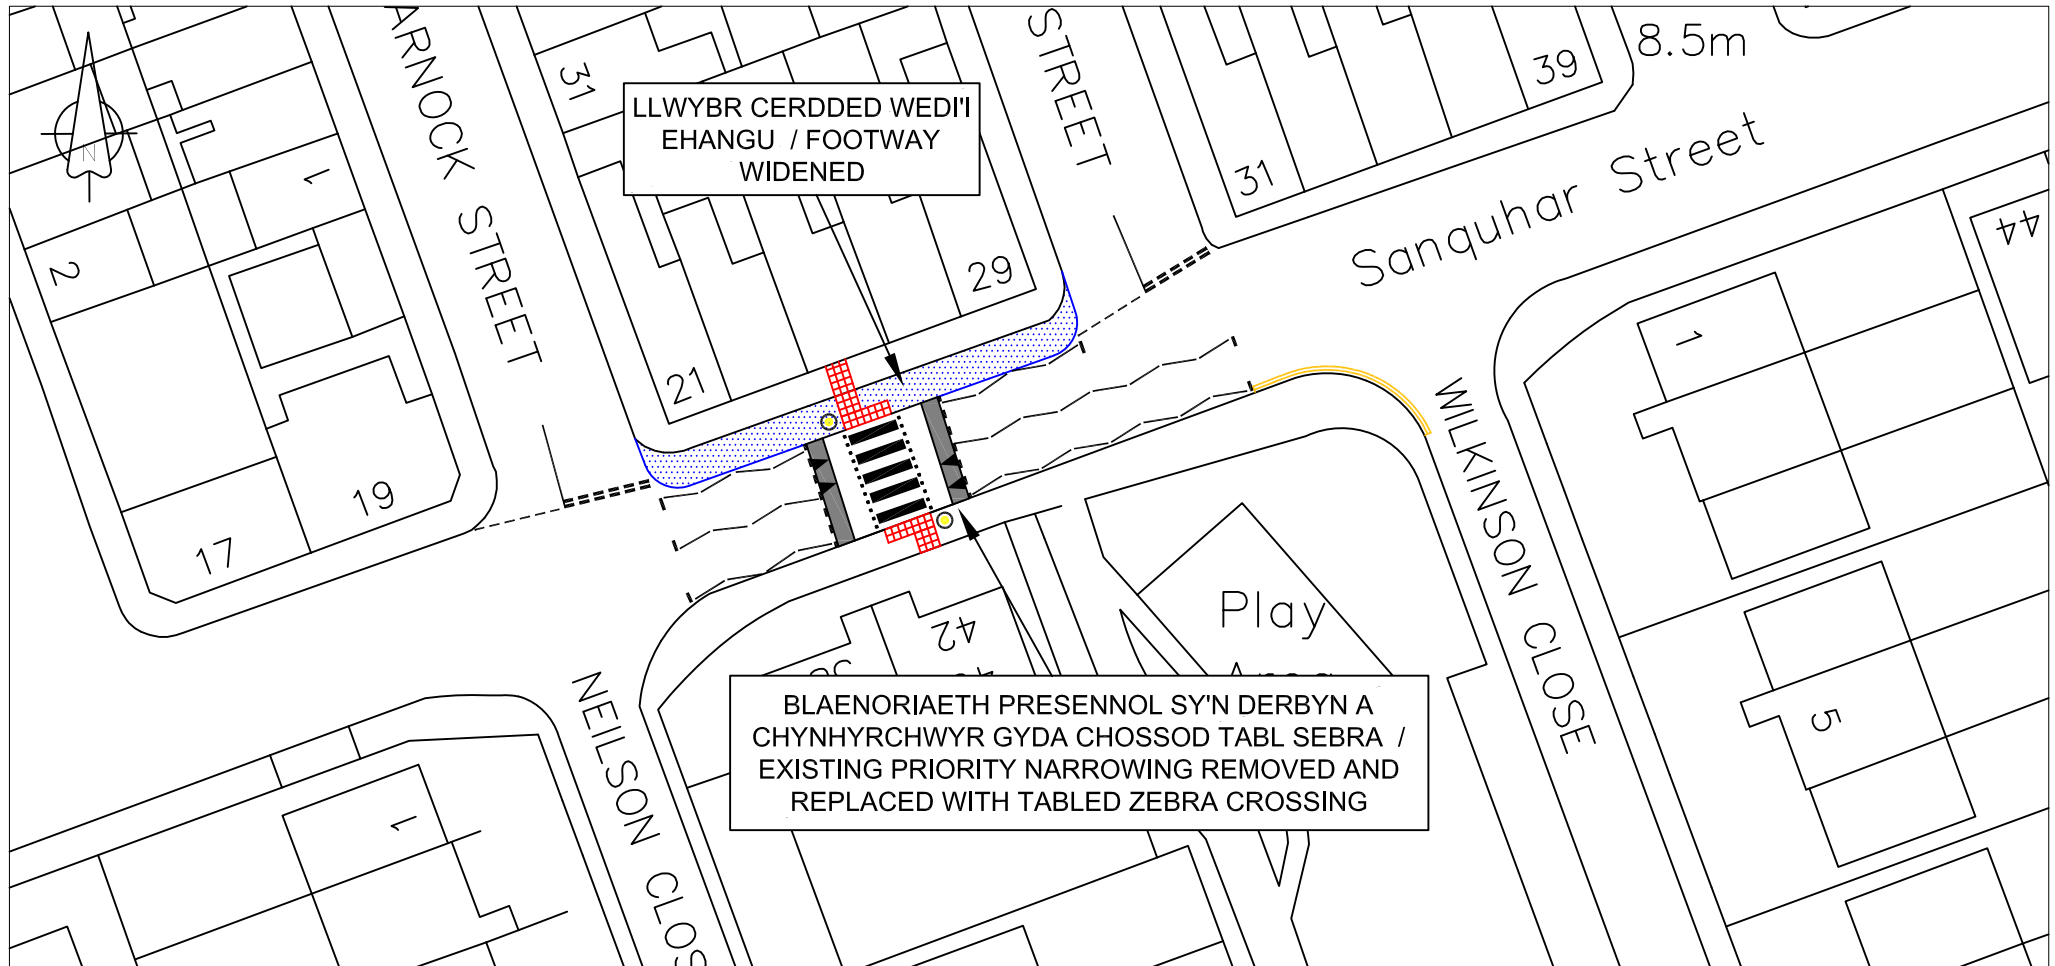 ARNOCK STREET
STREET
8.5m
31
39
LLWYBR CERDDED WEDI'I
EHANGU / FOOTWAY
WIDENED
N
1
31
Sanquhar Street
44
2
29
1
21
19
17
WILKINSON CLOSE
Play
42
NEILSON CLOS
BLAENORIAETH PRESENNOL SY'N DERBYN A
CHYNHYRCHWYR GYDA CHOSSOD TABL SEBRA /
EXISTING PRIORITY NARROWING REMOVED AND
REPLACED WITH TABLED ZEBRA CROSSING
5
1